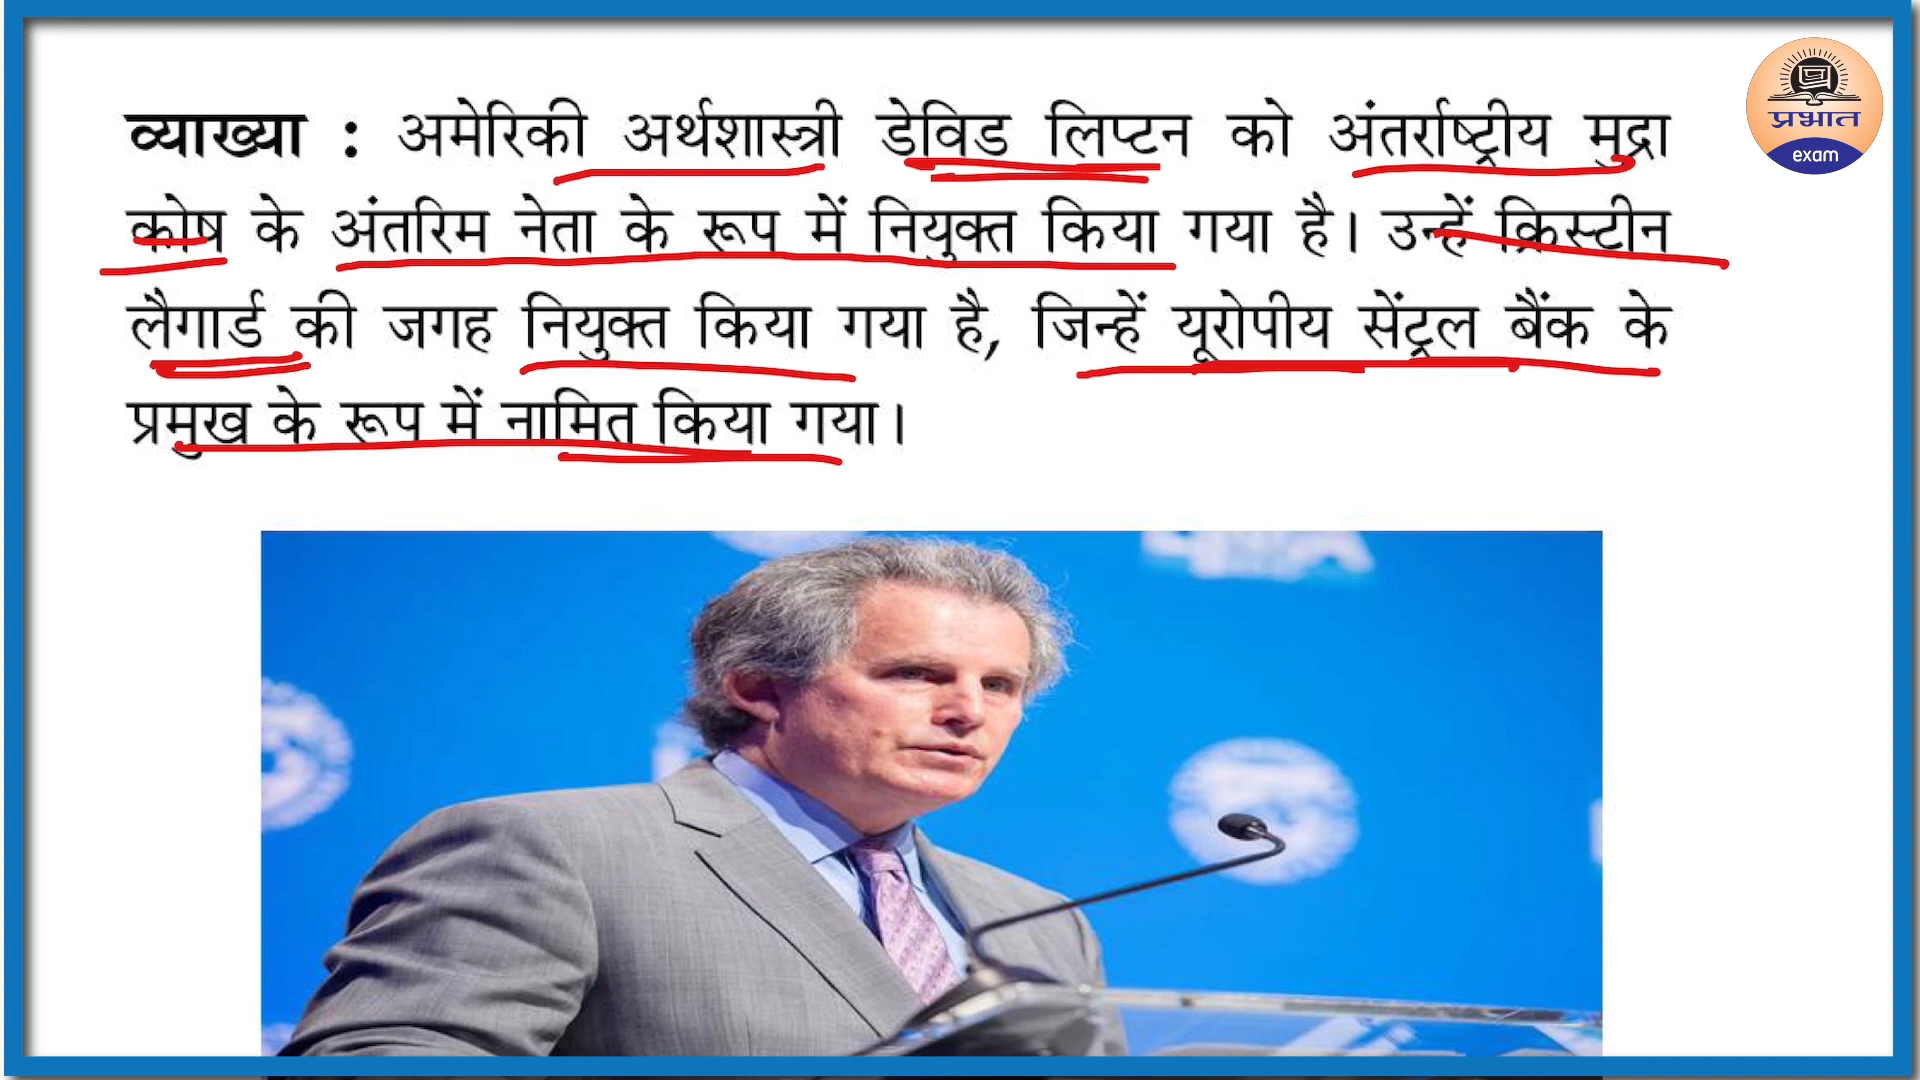 व्याख्या : अमेरिकी अर्थशास्त्री डेविड लिप्टन को अंतर्राष्ट्रीय मुद्रा
कोष के अंतरिम नेता के रूप में नियुक्त किया गया है। उन्हें क्रिस्टीन
लैगार्ड की जगह नियुक्त किया गया है, जिन्हें यूरोपीय सेंट्रल बैंक के
प्रमुख के रूप में नामित किया गया।
प्रभात
exam